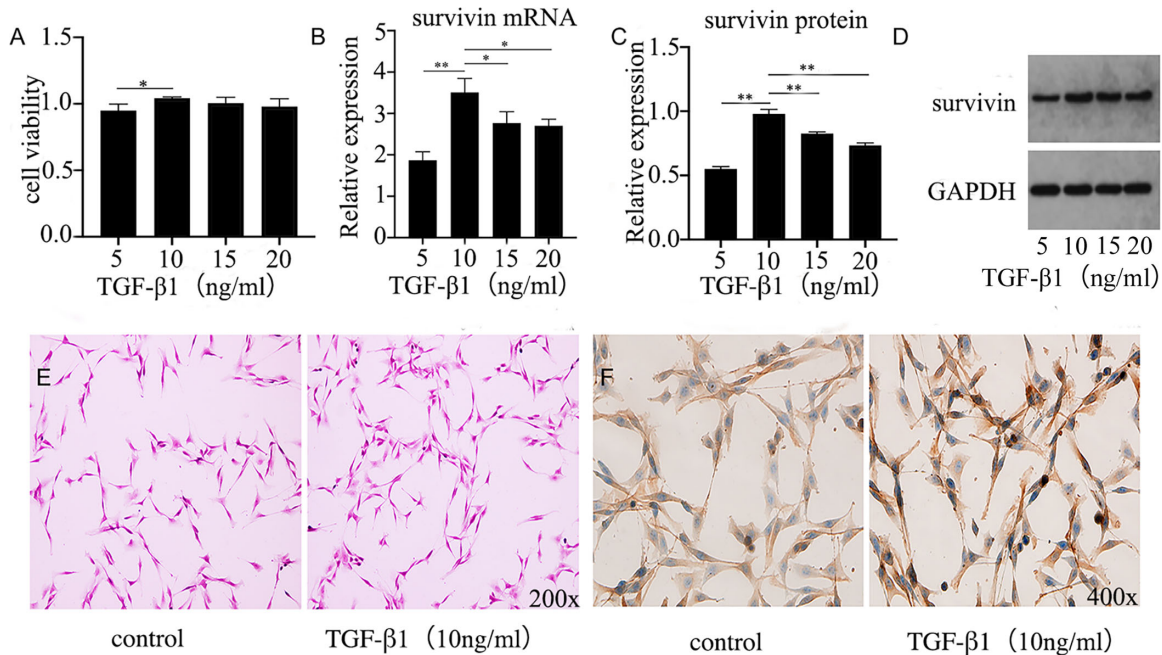 A
1.5
1.0
0.5
0.0
cell viability
*
5 10 15 20
TGF-β1 (ng/ml)
B
survivin mRNA
5
4
3
2
1
0
Relative expression
** * *
5 10 15 20
TGF-β1 (ng/ml)
C
survivin protein
1.5
1.0
0.5
0.0
Relative expression
** ** **
5 10 15 20
TGF-β1 (ng/ml)
D
survivin
GAPDH
5 10 15 20
TGF-β1 (ng/ml)
E
200x
control
TGF-β1 (10ng/ml)
F
400x
control
TGF-β1 (10ng/ml)